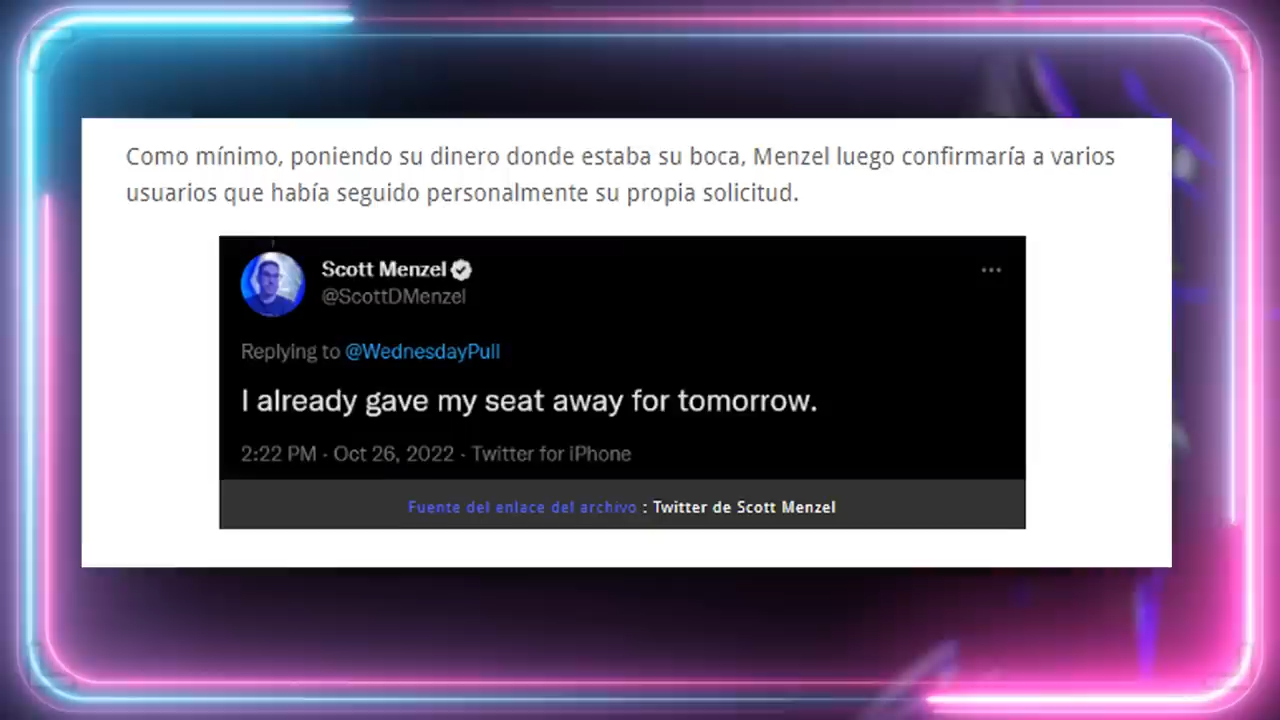 Como mínimo, poniendo su dinero donde estaba su boca, Menzel luego confirmaría a varios
usuarios que había seguido personalmente su propia solicitud.
Scott Menzel
@ScottDMenzel
Replying to @WednesdayPull
I already gave my seat away for tomorrow.
2:22 PM · Oct 26, 2022 · Twitter for iPhone
Fuente del enlace del archivo : Twitter de Scott Menzel